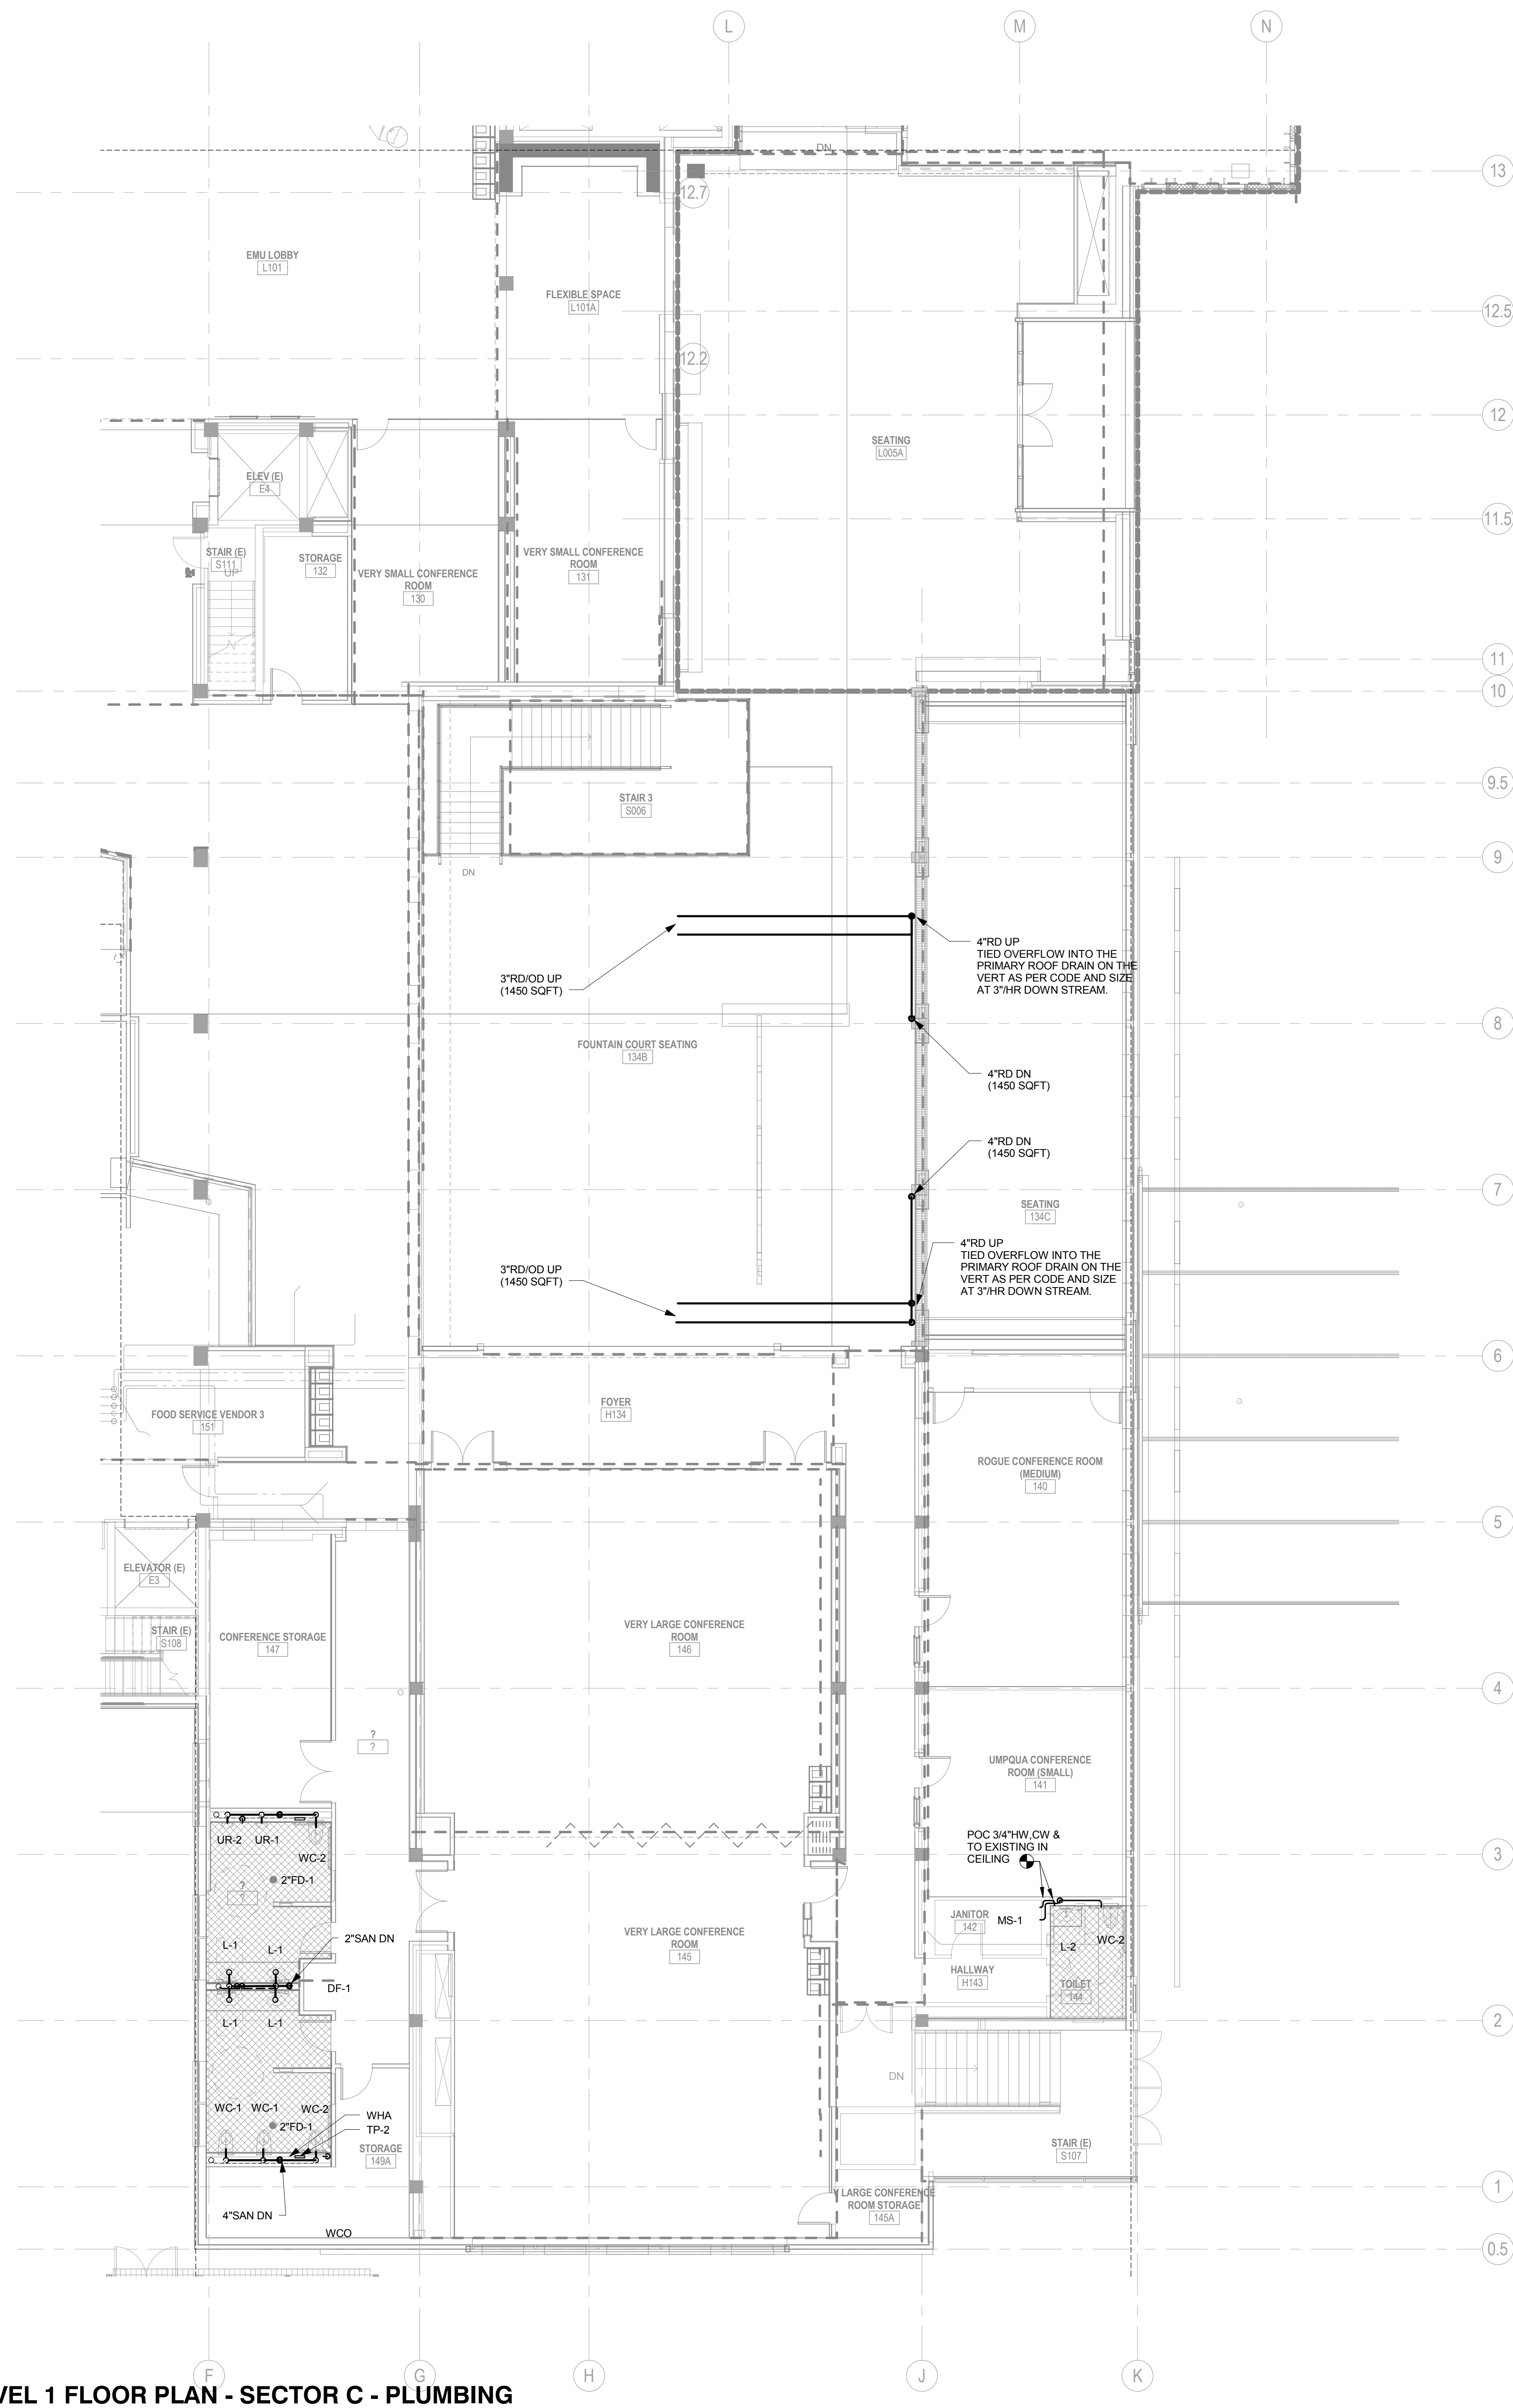 L
M
N
DN
13
12.7
EMU LOBBY
L101
FLEXIBLE SPACE
L101A
12.5
12.2
12
SEATING
L005A
ELEV (E)
E4
11.5
STAIR (E)
S111
UP
STORAGE
132
VERY SMALL CONFERENCE
ROOM
131
VERY SMALL CONFERENCE
ROOM
130
11
10
9.5
STAIR 3
S006
9
DN
4"RD UP
TIED OVERFLOW INTO THE
PRIMARY ROOF DRAIN ON THE
VERT AS PER CODE AND SIZE
AT 3"/HR DOWN STREAM.
3"RD/OD UP
(1450 SQFT)
8
FOUNTAIN COURT SEATING
134B
4"RD DN
(1450 SQFT)
4"RD DN
(1450 SQFT)
7
SEATING
134C
4"RD UP
TIED OVERFLOW INTO THE
PRIMARY ROOF DRAIN ON THE
VERT AS PER CODE AND SIZE
AT 3"/HR DOWN STREAM.
3"RD/OD UP
(1450 SQFT)
6
FOOD SERVICE VENDOR 3
151
FOYER
H134
ROGUE CONFERENCE ROOM
(MEDIUM)
140
5
ELEVATOR (E)
E3
STAIR (E)
S108
CONFERENCE STORAGE
147
VERY LARGE CONFERENCE
ROOM
146
4
?
?
UMPQUA CONFERENCE
ROOM (SMALL)
141
UR-2
UR-1
WC-2
POC 3/4"HW,CW &
TO EXISTING IN
CEILING
3
2"FD-1
?
?
JANITOR
142
MS-1
L-2
WC-2
VERY LARGE CONFERENCE
ROOM
145
L-1
L-1
2"SAN DN
HALLWAY
H143
TOILET
144
DF-1
L-1
L-1
2
DN
WC-1
WC-1
WC-2
WHA
TP-2
2"FD-1
STORAGE
149A
STAIR (E)
S107
1
V LARGE CONFERENCE
ROOM STORAGE
145A
4"SAN DN
WCO
0.5
F
G
H
J
K
VEL 1 FLOOR PLAN - SECTOR C - PLUMBING